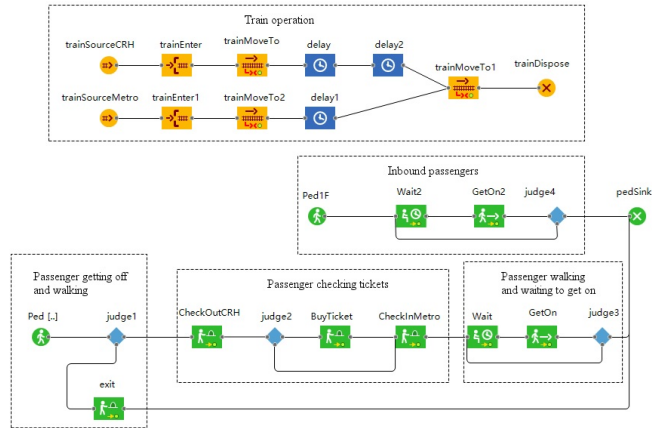 Train operation
trainSourceCRH
trainEnter
trainMoveTo
delay
delay2
trainMoveTo1
trainDispose
trainSourceMetro
trainEnter1
trainMoveTo2
delay1
Inbound passengers
Ped1F
Wait2
GetOn2
judge4
pedSink
Passenger getting off
and walking
Ped [..]
judge1
exit
Passenger checking tickets
CheckOutCRH
judge2
BuyTicket
CheckInMetro
Passenger walking
and waiting to get on
Wait
GetOn
judge3